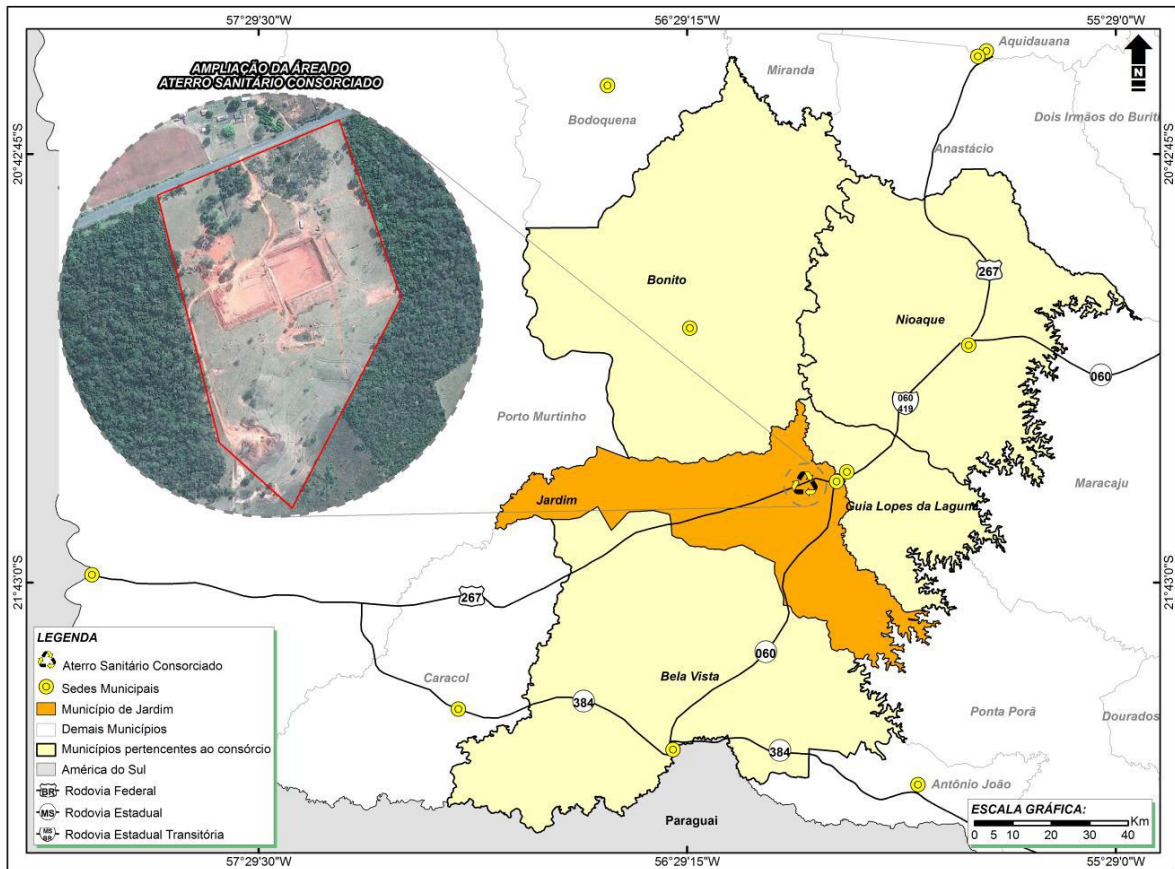 57°29'30"W
56°29'15"W
55°29'0"W
20°42'45"S
20°42'45"S
21°43'0"S
21°43'0"S
AMPLIAÇÃO DA ÁREA DO
ATERRO SANITÁRIO CONSORCIADO
N
Aquidauana
Miranda
Bodoquena
Dois Irmãos do Buriti
Anastácio
267
Bonito
Nioaque
060
060
419
Porto Murtinho
Maracaju
Jardim
Guia Lopes da Laguna
267
060
Bela Vista
Caracol
384
Ponta Porã
Dourados
384
Antônio João
Paraguai
LEGENDA
Aterro Sanitário Consorciado
Sedes Municipais
Município de Jardim
Demais Municípios
Municípios pertencentes ao consórcio
América do Sul
BR Rodovia Federal
MS Rodovia Estadual
MS
BR Rodovia Estadual Transitória
ESCALA GRÁFICA:
Km
0 5 10 20 30 40
57°29'30"W
56°29'15"W
55°29'0"W